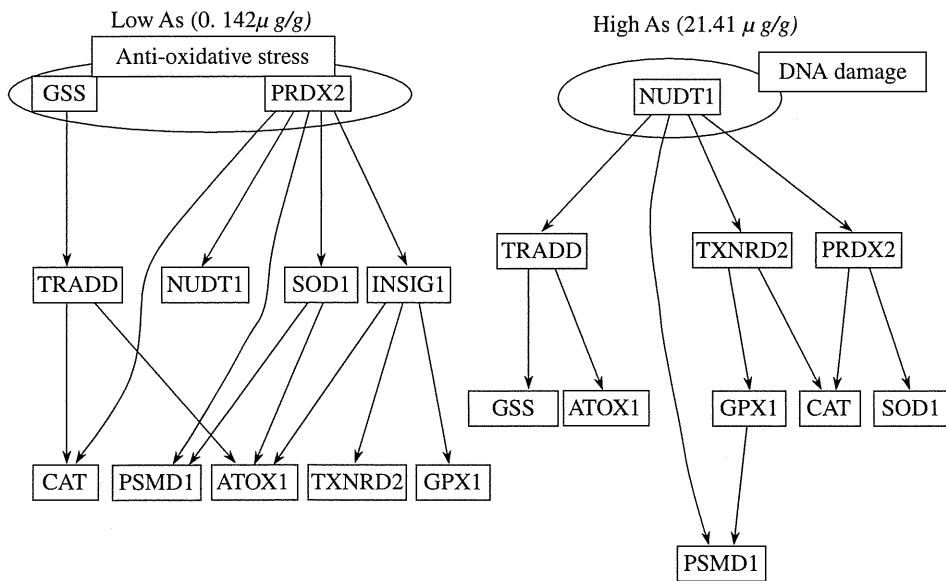 Low As (0. 142μ g/g)
Anti-oxidative stress
GSS
PRDX2
TRADD
NUDT1
SOD1
INSIG1
CAT
PSMD1
ATOX1
TXNRD2
GPX1
High As (21.41 μ g/g)
DNA damage
NUDT1
TRADD
TXNRD2
PRDX2
GSS
ATOX1
GPX1
CAT
SOD1
PSMD1